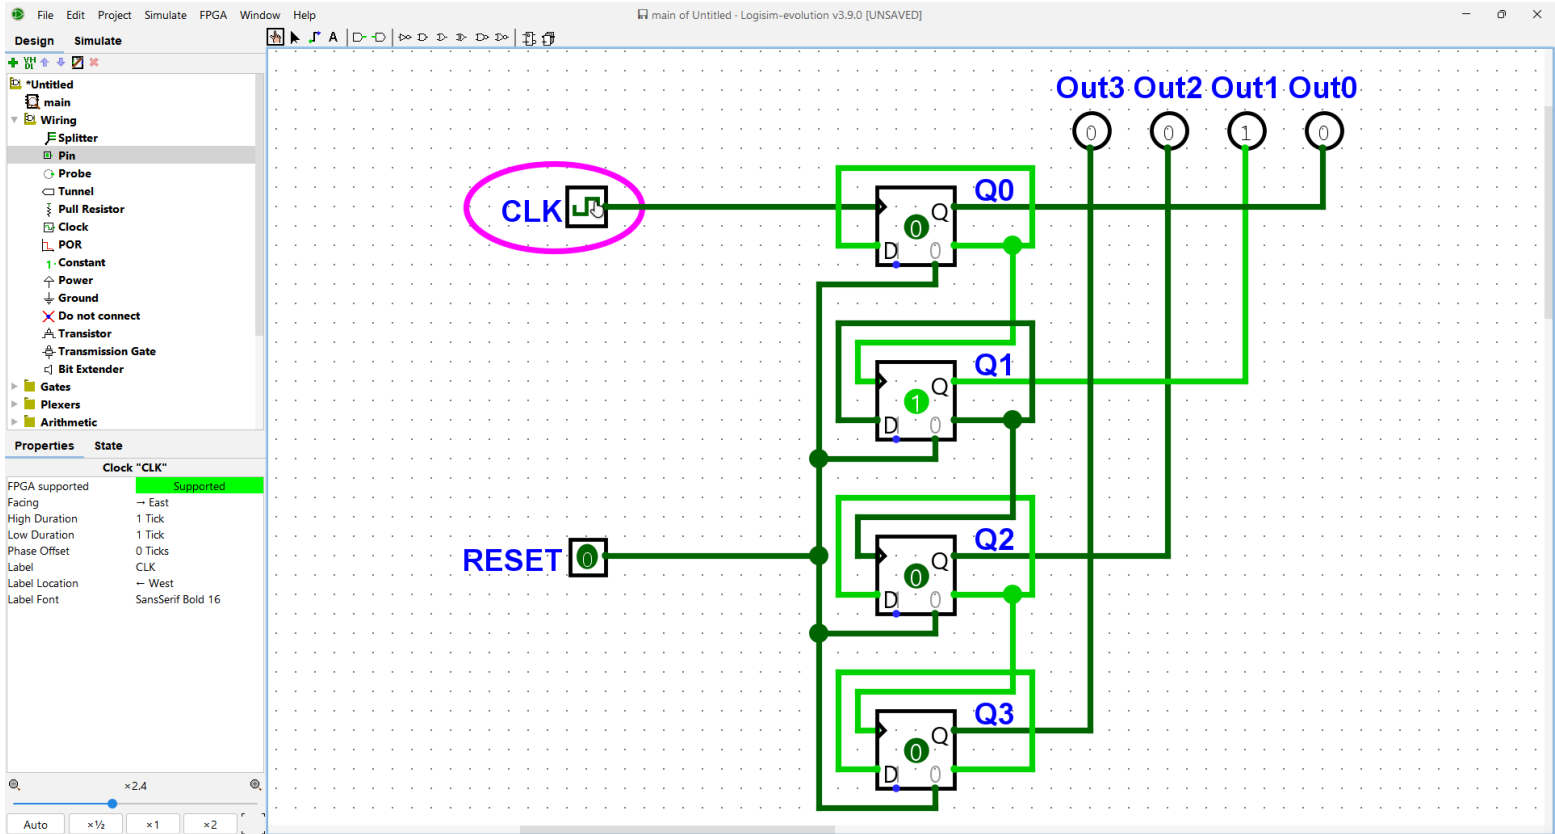 File Edit Project Simulate FPGA Window Help
main of Untitled · Logisim-evolution v3.9.0 [UNSAVED]
Design Simulate
A
VH
DL
*Untitled
main
Wiring
Splitter
Pin
Probe
Tunnel
Pull Resistor
Clock
POR
1 Constant
Power
Ground
Do not connect
Transistor
Transmission Gate
Bit Extender
Gates
Plexers
Arithmetic
Properties State
Clock "CLK"
FPGA supported Supported
Facing → East
High Duration 1 Tick
Low Duration 1 Tick
Phase Offset 0 Ticks
Label CLK
Label Location ← West
Label Font SansSerif Bold 16
×2.4
Auto ×½ ×1 ×2
Out3 Out2 Out1 Out0
0 0 1 0
CLK
Q0
Q
0
D 0
Q1
Q
1
D 0
RESET 0
Q2
Q
0
D 0
Q3
Q
0
D 0